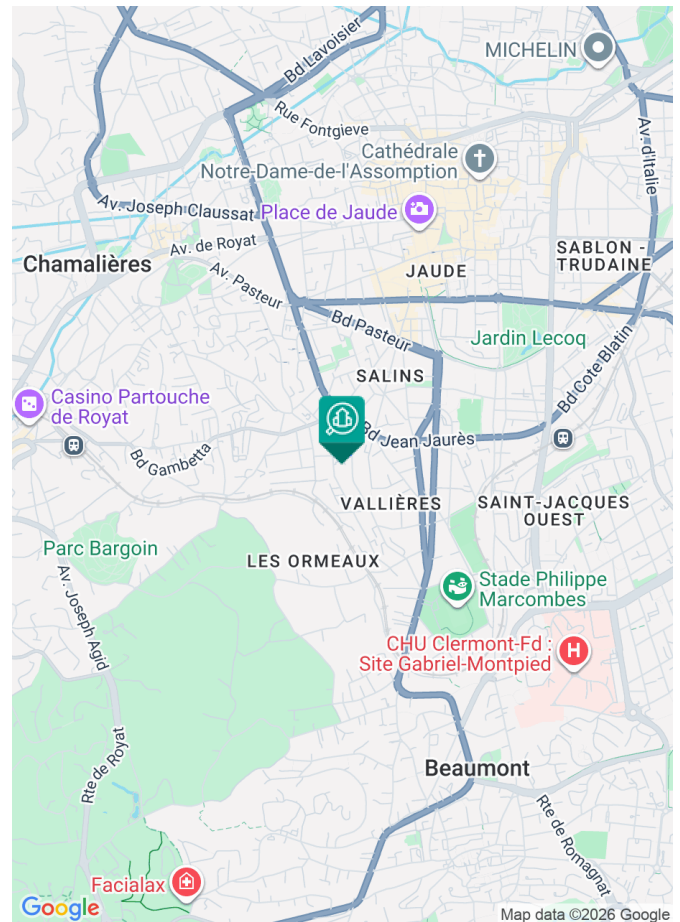 MICHELIN
Bd Lavoisier
Rue Fontgieve
Av. d'Italie
Cathédrale
Notre-Dame-de-l'Assomption
Av. Joseph Claussat
Place de Jaude
Av. de Royat
SABLON -
TRUDAINE
Chamalières
JAUDE
Av. Pasteur
Bd Pasteur
Jardin Lecoq
Bd Cote Blatin
SALINS
Casino Partouche
de Royat
Bd Jean Jaurès
Bd Gambetta
VALLIÈRES
SAINT-JACQUES
OUEST
Parc Bargoin
LES ORMEAUX
Av. Joseph Agid
Stade Philippe
Marcombes
CHU Clermont-Fd :
Site Gabriel-Montpied
H
Rte de Royat
Beaumont
Rte de Romagnat
Facialax
Google
Map data ©2026 Google